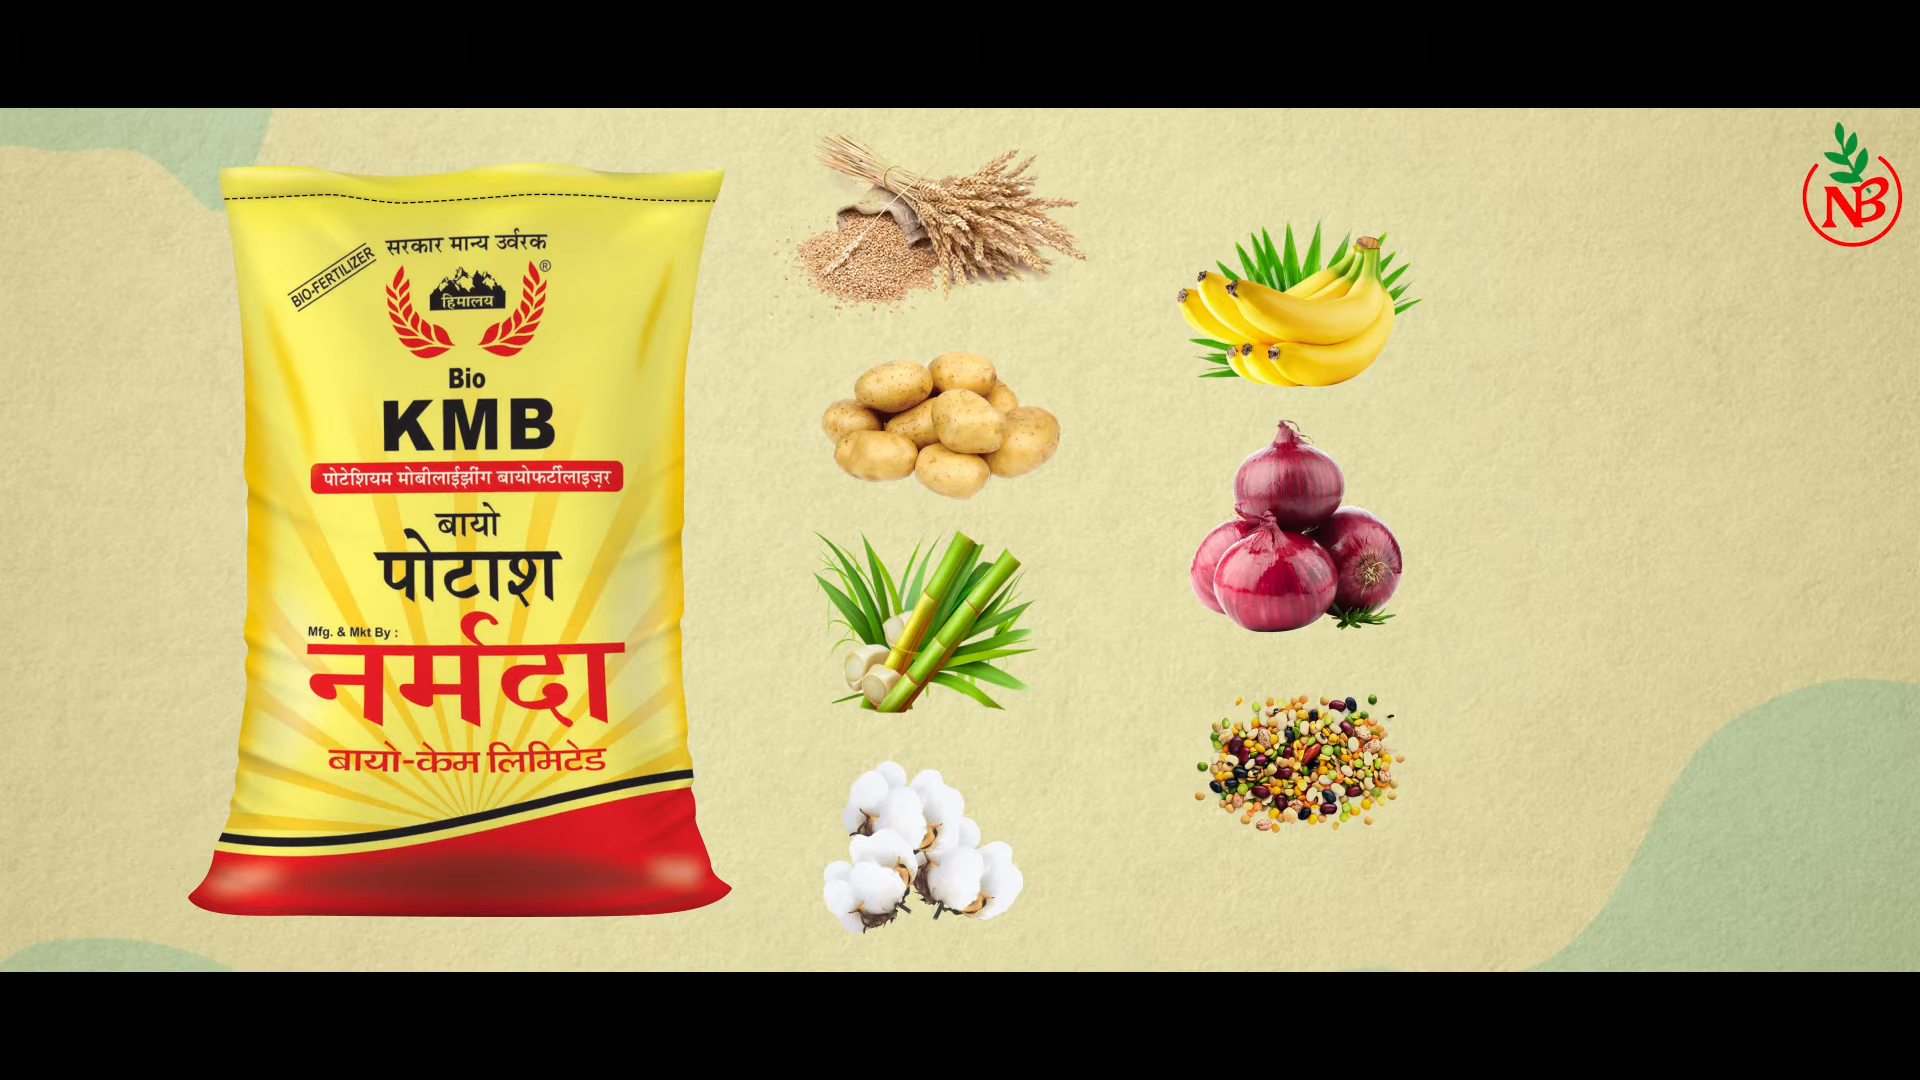 सरकार मान्य उर्वरक
BIO-FERTILIZER
®
हिमालय
Bio
KMB
पोटेशियम मोबीलाईझींग बायोफर्टीलाइज़र
बायो
पोटाश
Mfg. & Mkt By :
नर्मदा
बायो-केम लिमिटेड
NB